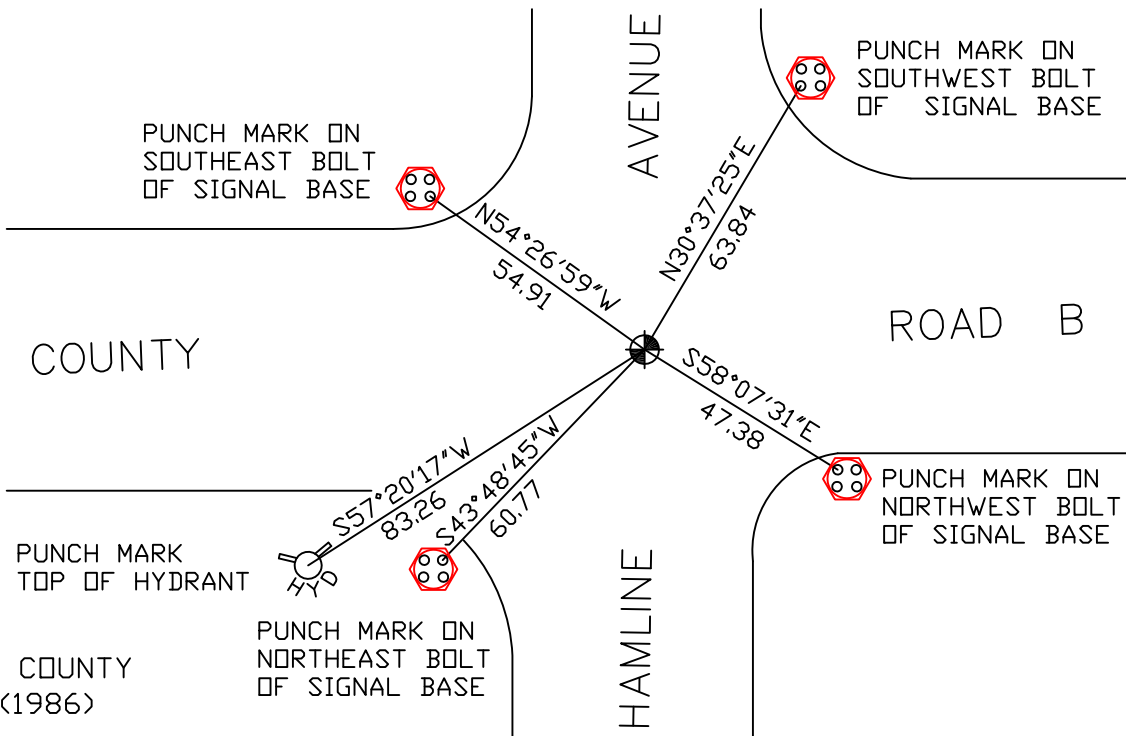 AVENUE
PUNCH MARK ON
SOUTHWEST BOLT
OF SIGNAL BASE
PUNCH MARK ON
SOUTHEAST BOLT
OF SIGNAL BASE
N54°26'59"W
54.91
N30°37'25"E
63.84
COUNTY
ROAD B
S58°07'31"E
47.38
S57°20'17"W
83.26
S43°48'45"W
60.77
PUNCH MARK ON
NORTHWEST BOLT
OF SIGNAL BASE
PUNCH MARK
TOP OF HYDRANT
HYD
PUNCH MARK ON
NORTHEAST BOLT
OF SIGNAL BASE
HAMLINE
COUNTY
(1986)